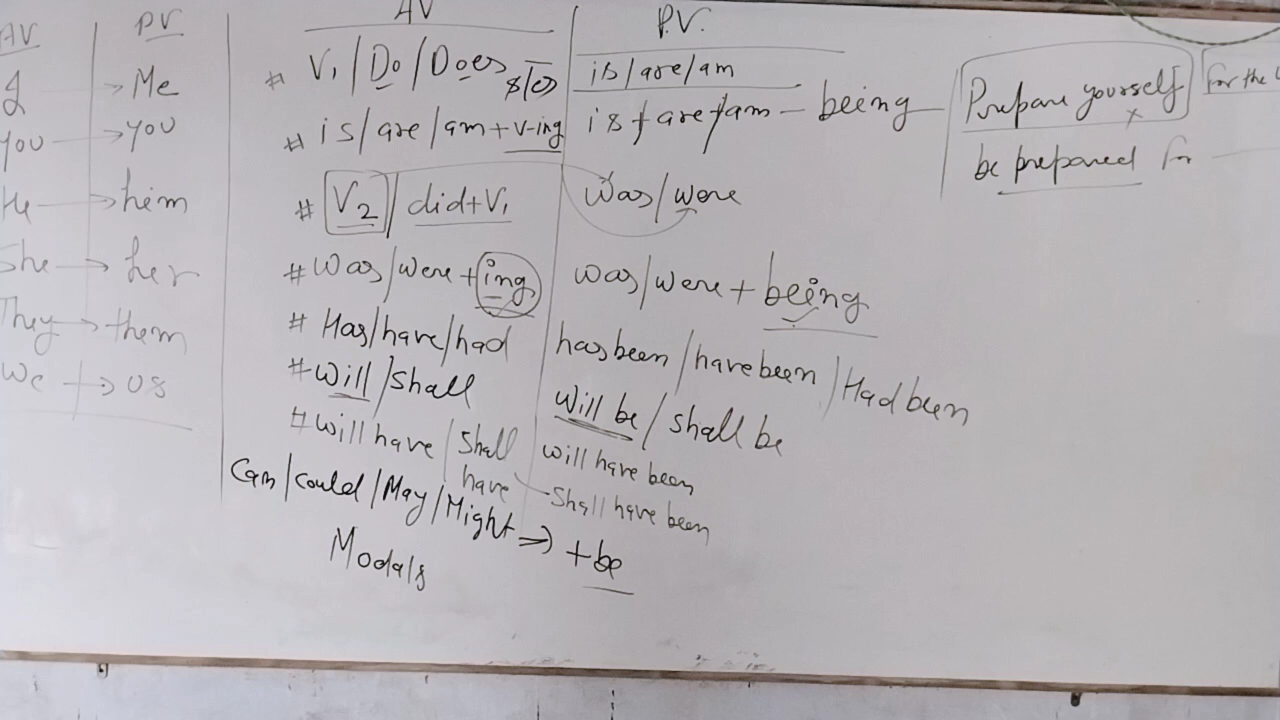 AV PV
I → Me
You → you
He → him
She → her
They → them
We → us
AV P.V.
# V1/Do/Does s/es is/are/am
# is/are/am+v-ing is/are/am - being
# V2/did+V1 was/were
# was/were+ing was/were+being
# Has/have/had has been/have been/Had been
# will/shall will be/shall be
# will have/shall have will have been
shall have been
Can/could/May/Might ⇒ +be
Modals
Prepare yourself for the
×
be prepared for